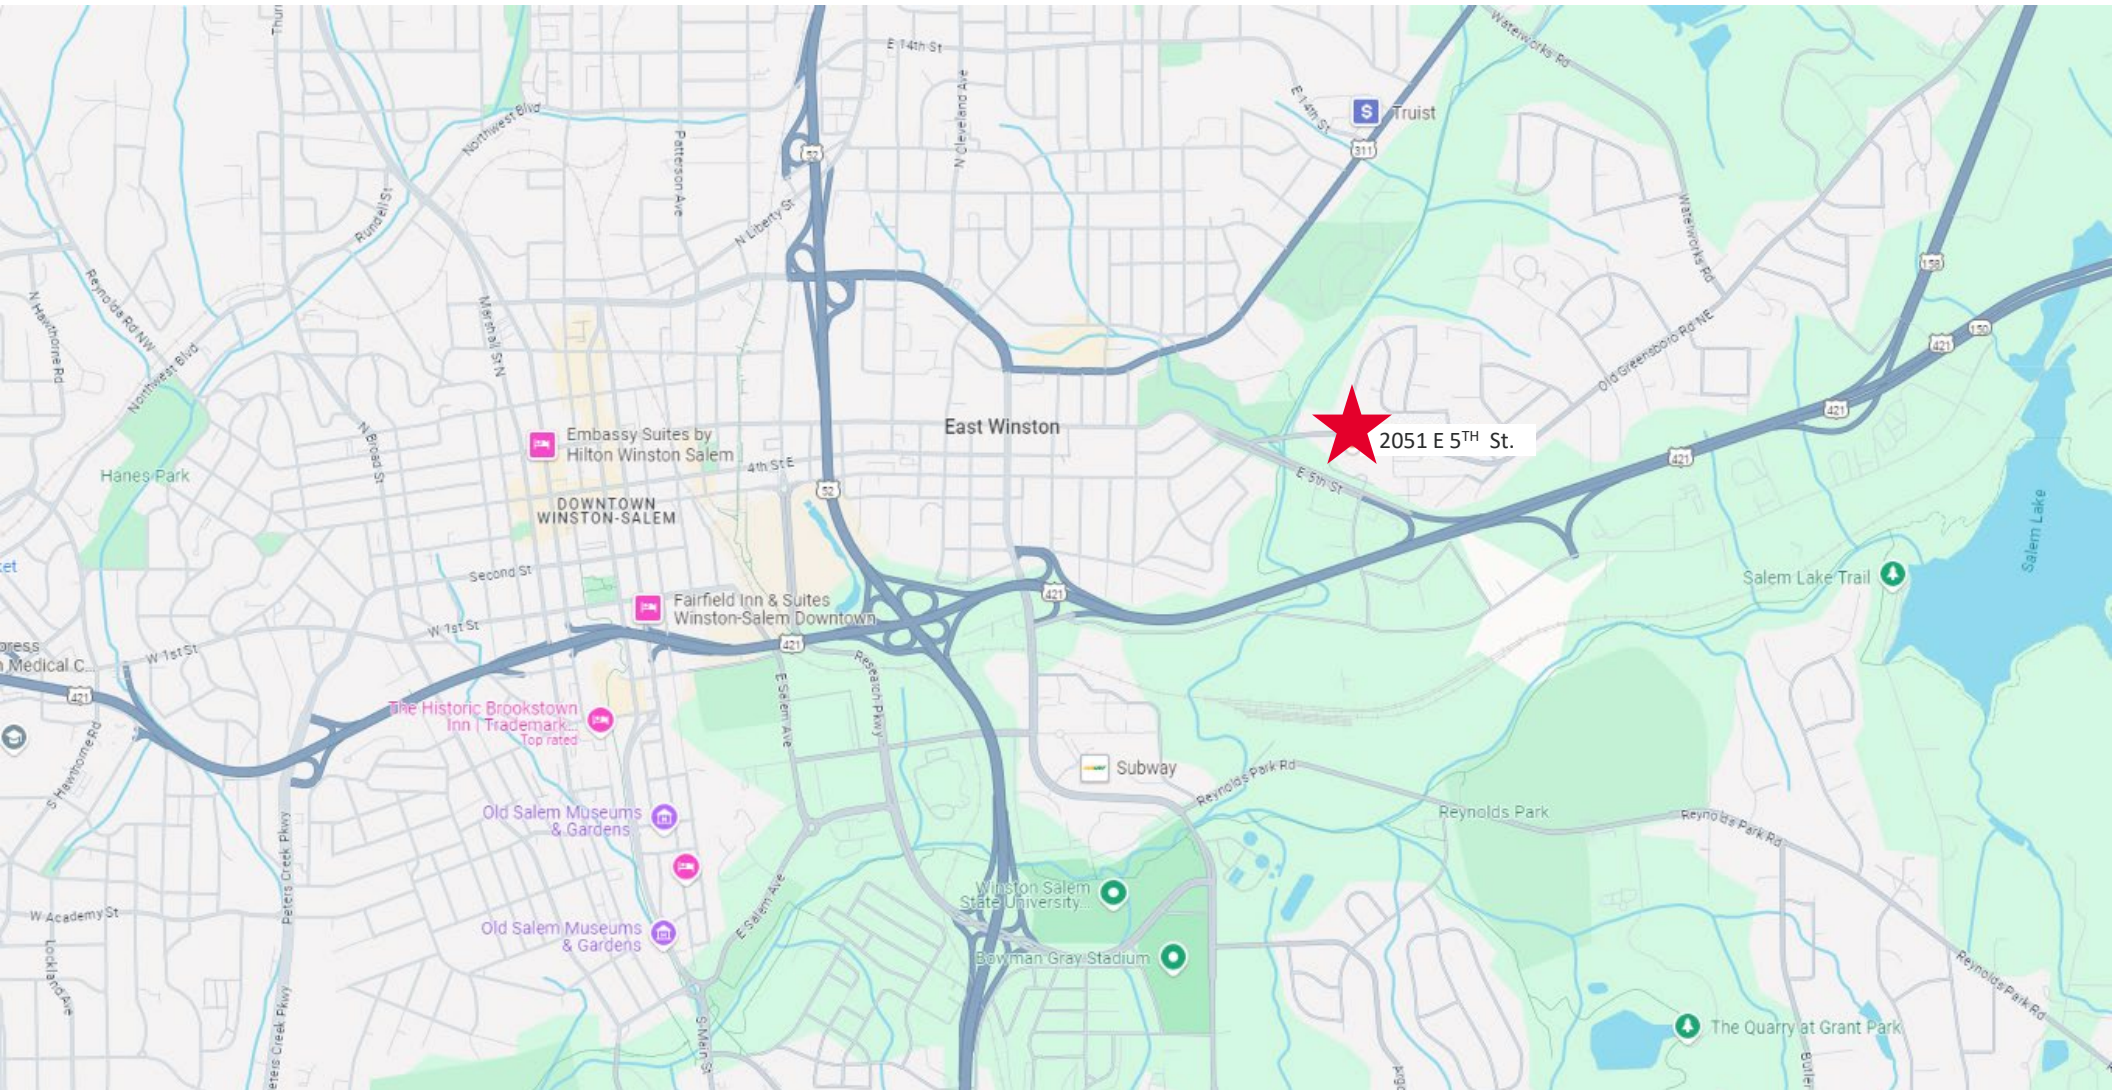 Thur
E 14th St
Waterworks Rd
Northwest Blvd
N Cleveland Ave
E 14th St
S
Truist
Patterson Ave
52
311
Rundell St
N Liberty St
Waterworks Rd
158
Reynolda Rd NW
N Hawthorne Rd
Marshall St N
Old Greensboro Rd NE
150
421
Northwest Blvd
421
East Winston
N Broad St
Embassy Suites by
Hilton Winston Salem
2051 E 5TH St.
4th St E
421
Hanes Park
E 5th St
52
DOWNTOWN
WINSTON-SALEM
Salem Lake
Second St
Salem Lake Trail
421
Fairfield Inn & Suites
Winston-Salem Downtown
W 1st St
421
W 1st St
press
n Medical C...
Research Pkwy
E Salem Ave
421
The Historic Brookstown
Inn | Trademark...
Top rated
S Hawthorne Rd
Subway
Reynolds Park Rd
Old Salem Museums
& Gardens
Reynolds Park
Reynolds Park Rd
Peters Creek Pkwy
Winston Salem
State University...
E Salem Ave
W Academy St
Old Salem Museums
& Gardens
Bowman Gray Stadium
Lockland Ave
Reynolds Park Rd
The Quarry at Grant Park
eters Creek Pkwy
S Main St
Butler